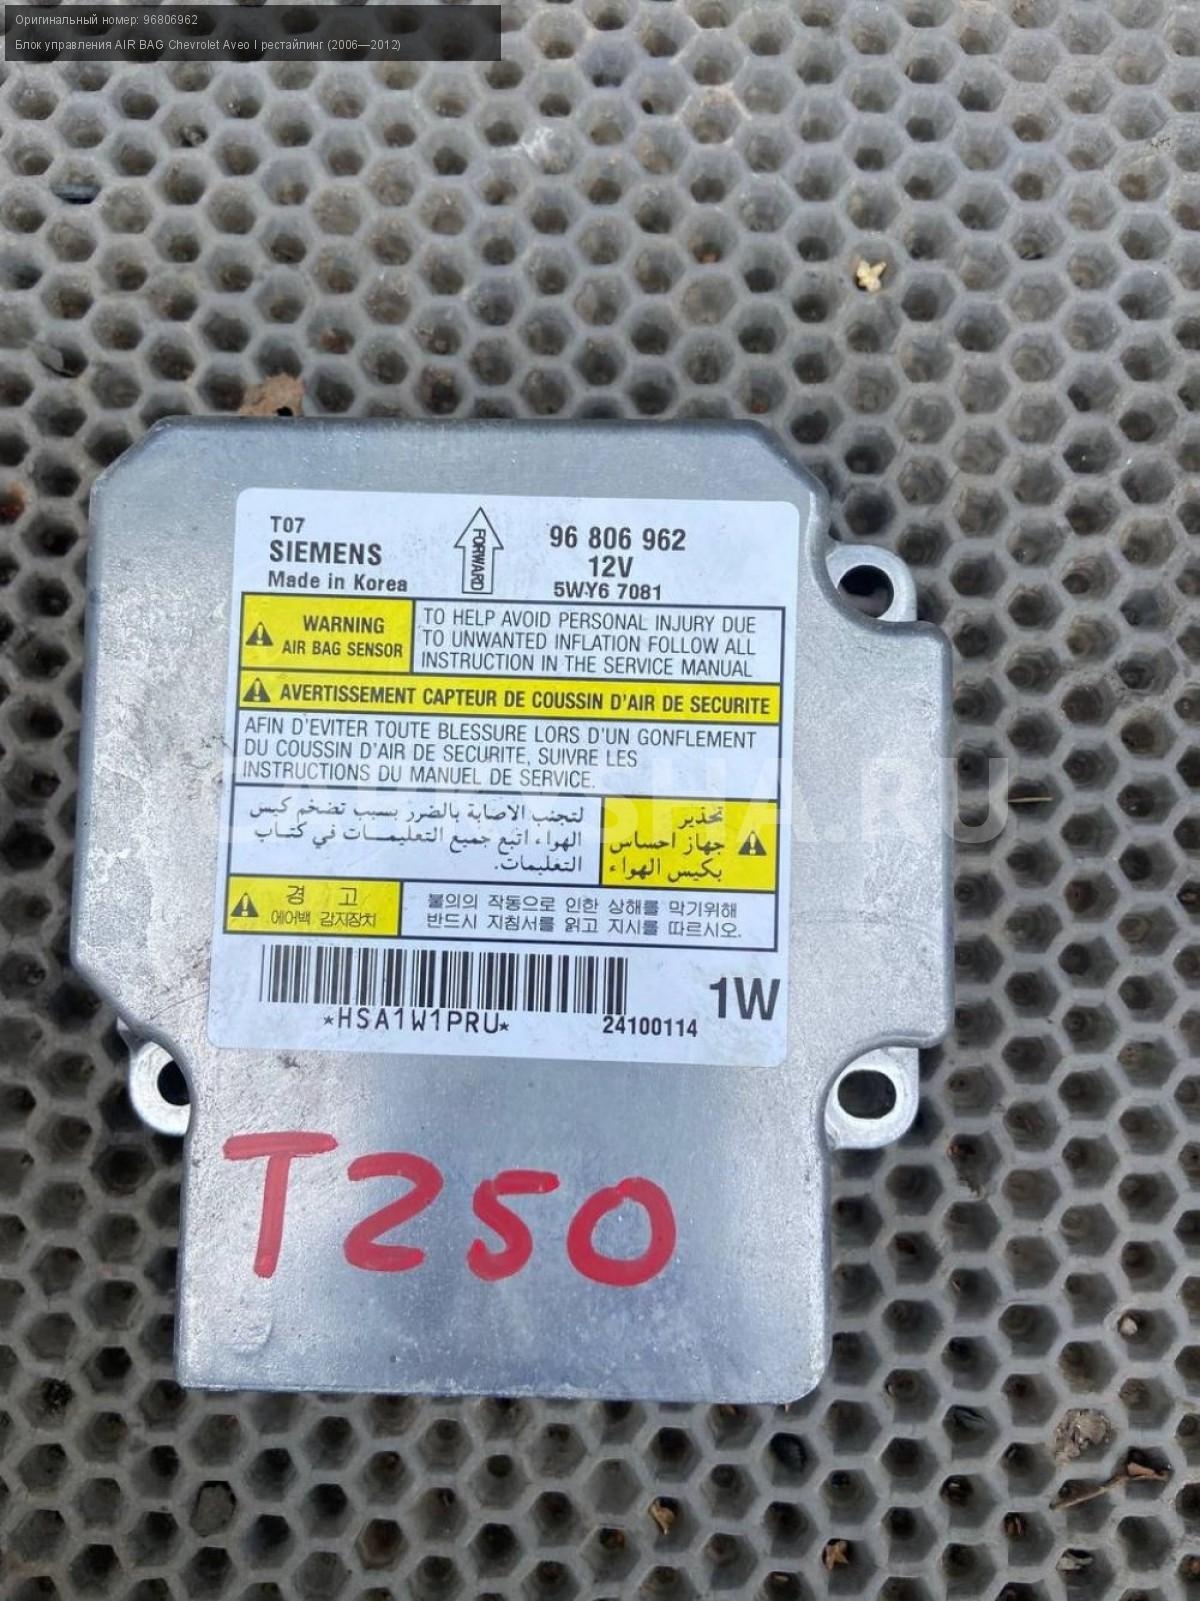 Оригинальный номер: 96806962
Блок управления AIR BAG Chevrolet Aveo I рестайлинг (2006—2012)
T07
SIEMENS
Made in Korea
FORWARD
96 806 962
12V
5WY6 7081
WARNING
AIR BAG SENSOR
TO HELP AVOID PERSONAL INJURY DUE
TO UNWANTED INFLATION FOLLOW ALL
INSTRUCTION IN THE SERVICE MANUAL
AVERTISSEMENT CAPTEUR DE COUSSIN D'AIR DE SECURITE
AFIN D'EVITER TOUTE BLESSURE LORS D'UN GONFLEMENT
DU COUSSIN D'AIR DE SECURITE, SUIVRE LES
INSTRUCTIONS DU MANUEL DE SERVICE.
تحذير
جهاز احساس
بكيس الهواء
لتجنب الاصابة بالضرر بسبب تضخم كيس
الهواء اتبع جميع التعليمات في كتاب
التعليمات.
경 고
에어백 감지장치
불의의 작동으로 인한 상해를 막기위해
반드시 지침서를 읽고 지시를 따르시오.
*HSA1W1PRU*
24100114
1W
T250